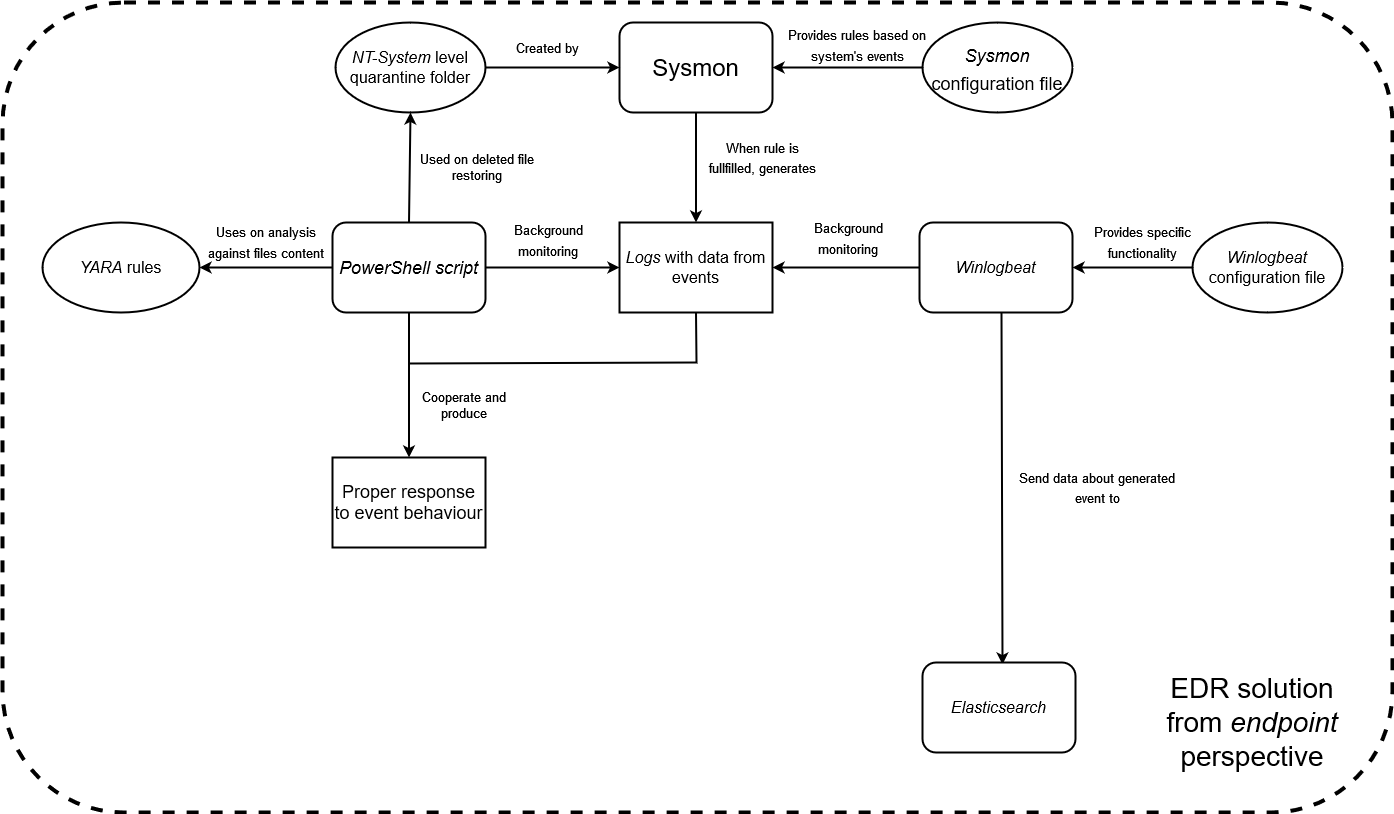 NT-System level
quarantine folder
Created by
Sysmon
Provides rules based on
system's events
Sysmon
configuration file
Used on deleted file
restoring
When rule is
fullfilled, generates
YARA rules
Uses on analysis
against files content
PowerShell script
Background
monitoring
Logs with data from
events
Background
monitoring
Winlogbeat
Provides specific
functionality
Winlogbeat
configuration file
Cooperate and
produce
Proper response
to event behaviour
Send data about generated
event to
Elasticsearch
EDR solution
from endpoint
perspective